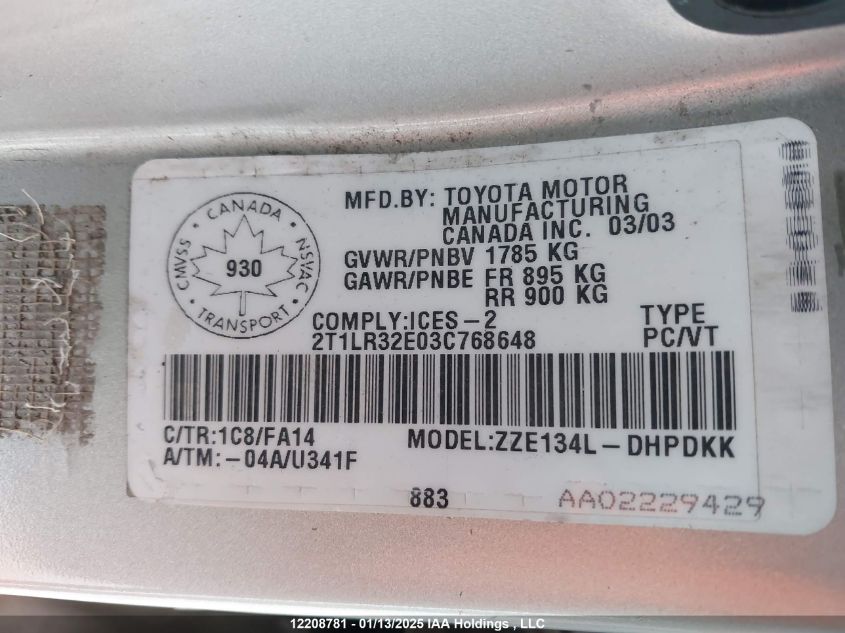 CANADA
CMVSS
NSVAC
930
TRANSPORT
MFD.BY: TOYOTA MOTOR
MANUFACTURING
CANADA INC. 03/03
GVWR/PNBV 1785 KG
GAWR/PNBE FR 895 KG
RR 900 KG
COMPLY:ICES-2
TYPE
2T1LR32E03C768648
PC/VT
C/TR:1C8/FA14
MODEL:ZZE134L-DHPDKK
A/TM:-04A/U341F
883
AA02229429
12208781 - 01/13/2025 IAA Holdings, LLC